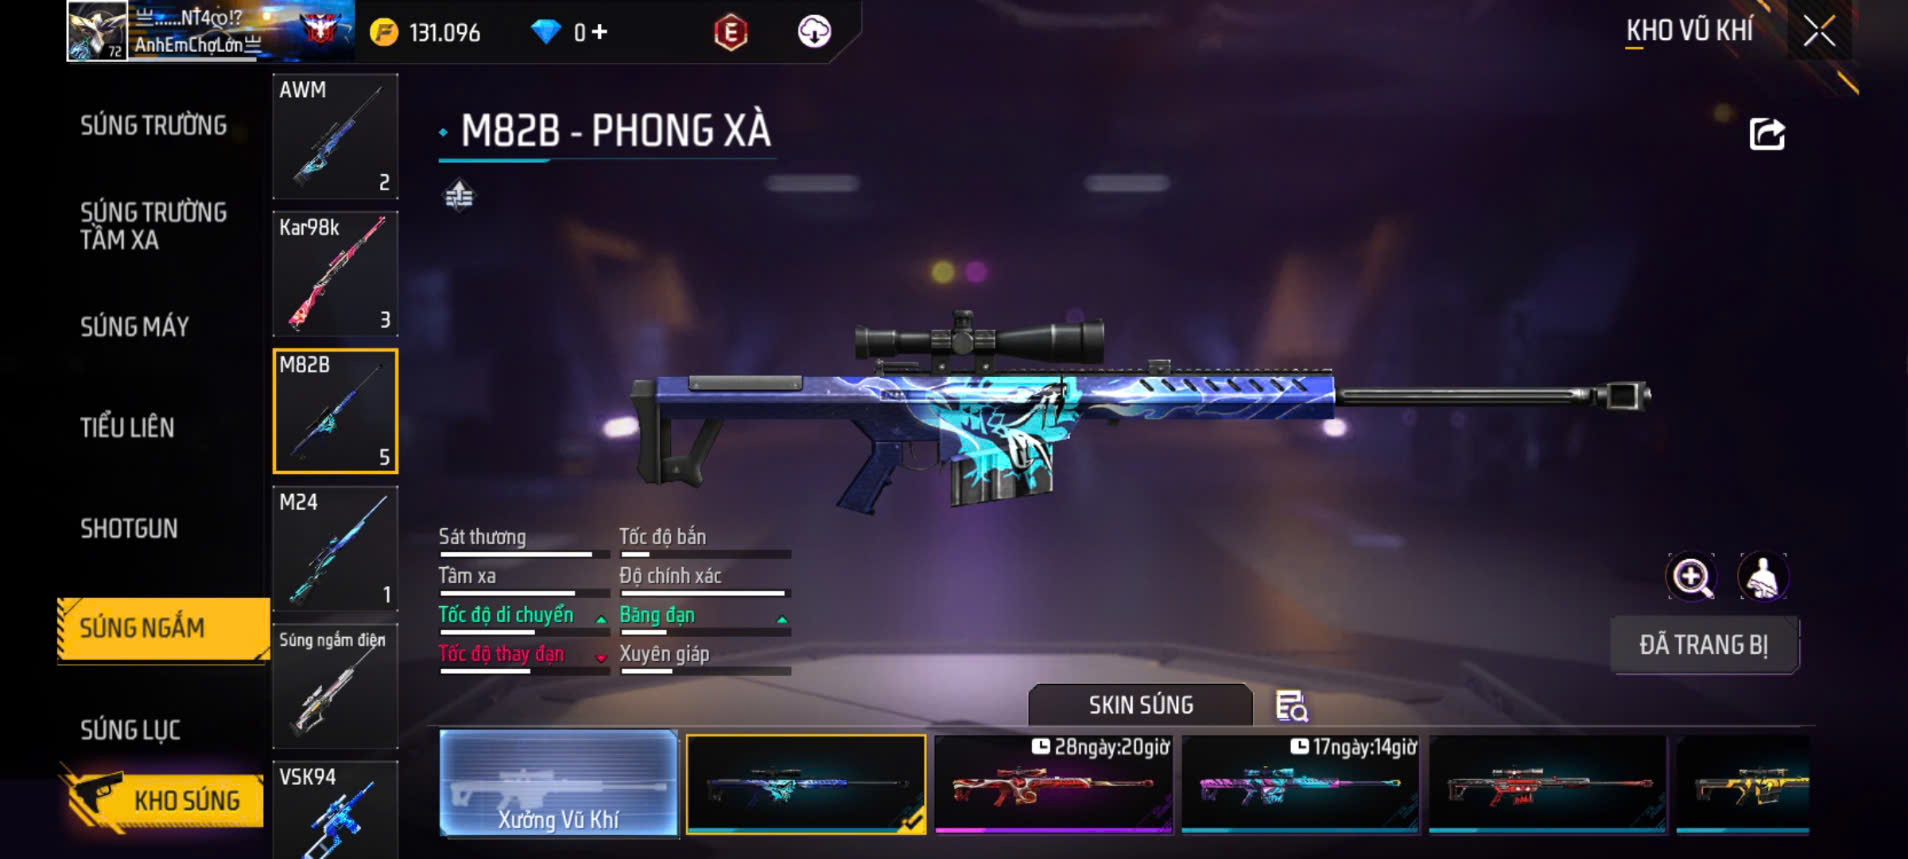 NT4
72
AnhEmChợLớn
131.096
0 +
E
KHO VŨ KHÍ
SÚNG TRƯỜNG
SÚNG TRƯỜNG
TẦM XA
SÚNG MÁY
TIỂU LIÊN
SHOTGUN
SÚNG NGẮM
SÚNG LỤC
KHO SÚNG
AWM
2
Kar98k
3
M82B
5
M24
1
Súng ngắm điện
VSK94
M82B - PHONG XÀ
Sát thương
Tốc độ bắn
Tầm xa
Độ chính xác
Tốc độ di chuyển
Băng đạn
Tốc độ thay đạn
Xuyên giáp
ĐÃ TRANG BỊ
SKIN SÚNG
Xưởng Vũ Khí
28ngày:20giờ
17ngày:14giờ